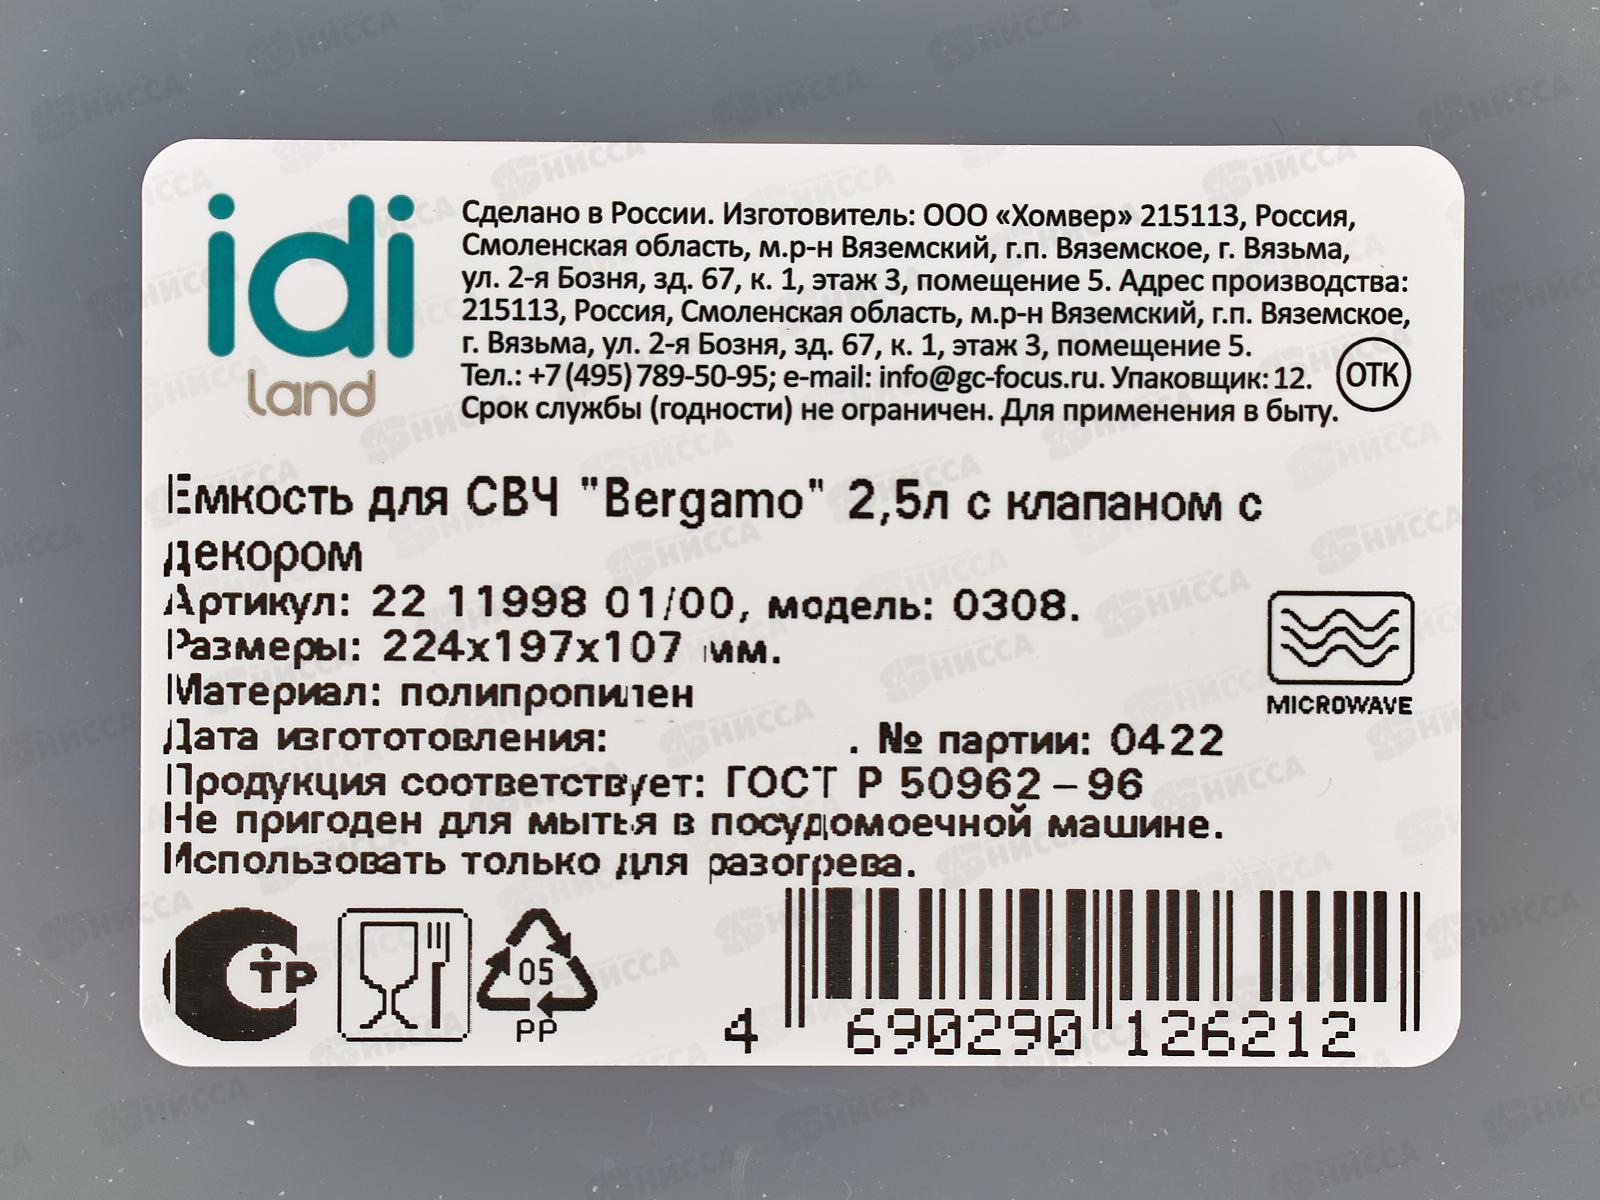 idi
land
Сделано в России. Изготовитель: ООО «Хомвер» 215113, Россия,
Смоленская область, м.р-н Вяземский, г.п. Вяземское, г. Вязьма,
ул. 2-я Бозня, зд. 67, к. 1, этаж 3, помещение 5. Адрес производства:
215113, Россия, Смоленская область, м.р-н Вяземский, г.п. Вяземское,
г. Вязьма, ул. 2-я Бозня, зд. 67, к. 1, этаж 3, помещение 5.
Тел.: +7 (495) 789-50-95; e-mail: info@gc-focus.ru. Упаковщик: 12.
ОТК
Срок службы (годности) не ограничен. Для применения в быту.
Емкость для СВЧ "Bergamo" 2,5л с клапаном с
декором
Артикул: 22 11998 01/00, модель: 0308.
Размеры: 224x197x107 мм.
Материал: полипропилен
MICROWAVE
Дата изгототовления: . № партии: 0422
Продукция соответствует: ГОСТ Р 50962-96
Не пригоден для мытья в посудомоечной машине.
Использовать только для разогрева.
СТР
05
PP
4 690290 126212
АБНИССА